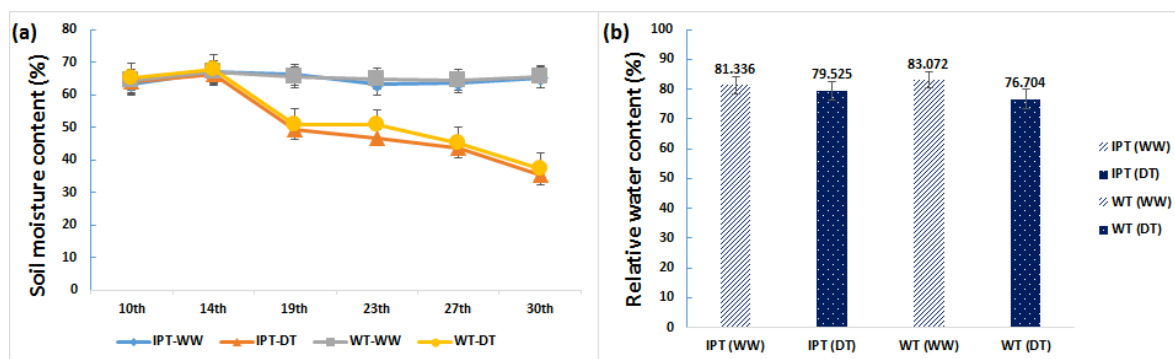 (a)
Soil moisture content (%)
80
70
60
50
40
30
20
10
0
10th 14th 19th 23th 27th 30th
IPT-WW IPT-DT WT-WW WT-DT
(b)
Relative water content (%)
100
90
80
70
60
50
40
30
20
10
0
81.336 79.525 83.072 76.704
IPT (WW) IPT (DT) WT (WW) WT (DT)
IPT (WW)
IPT (DT)
WT (WW)
WT (DT)